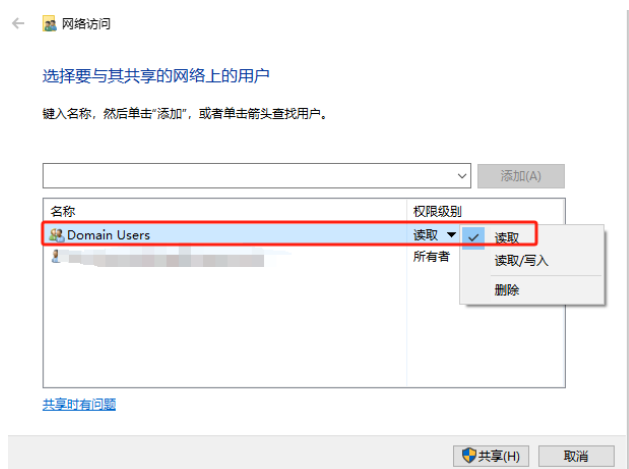 网络访问
选择要与其共享的网络上的用户
键入名称，然后单击"添加"，或者单击箭头查找用户。
添加(A)
名称 权限级别
Domain Users 读取 读取
所有者 读取/写入
删除
共享时有问题
共享(H) 取消